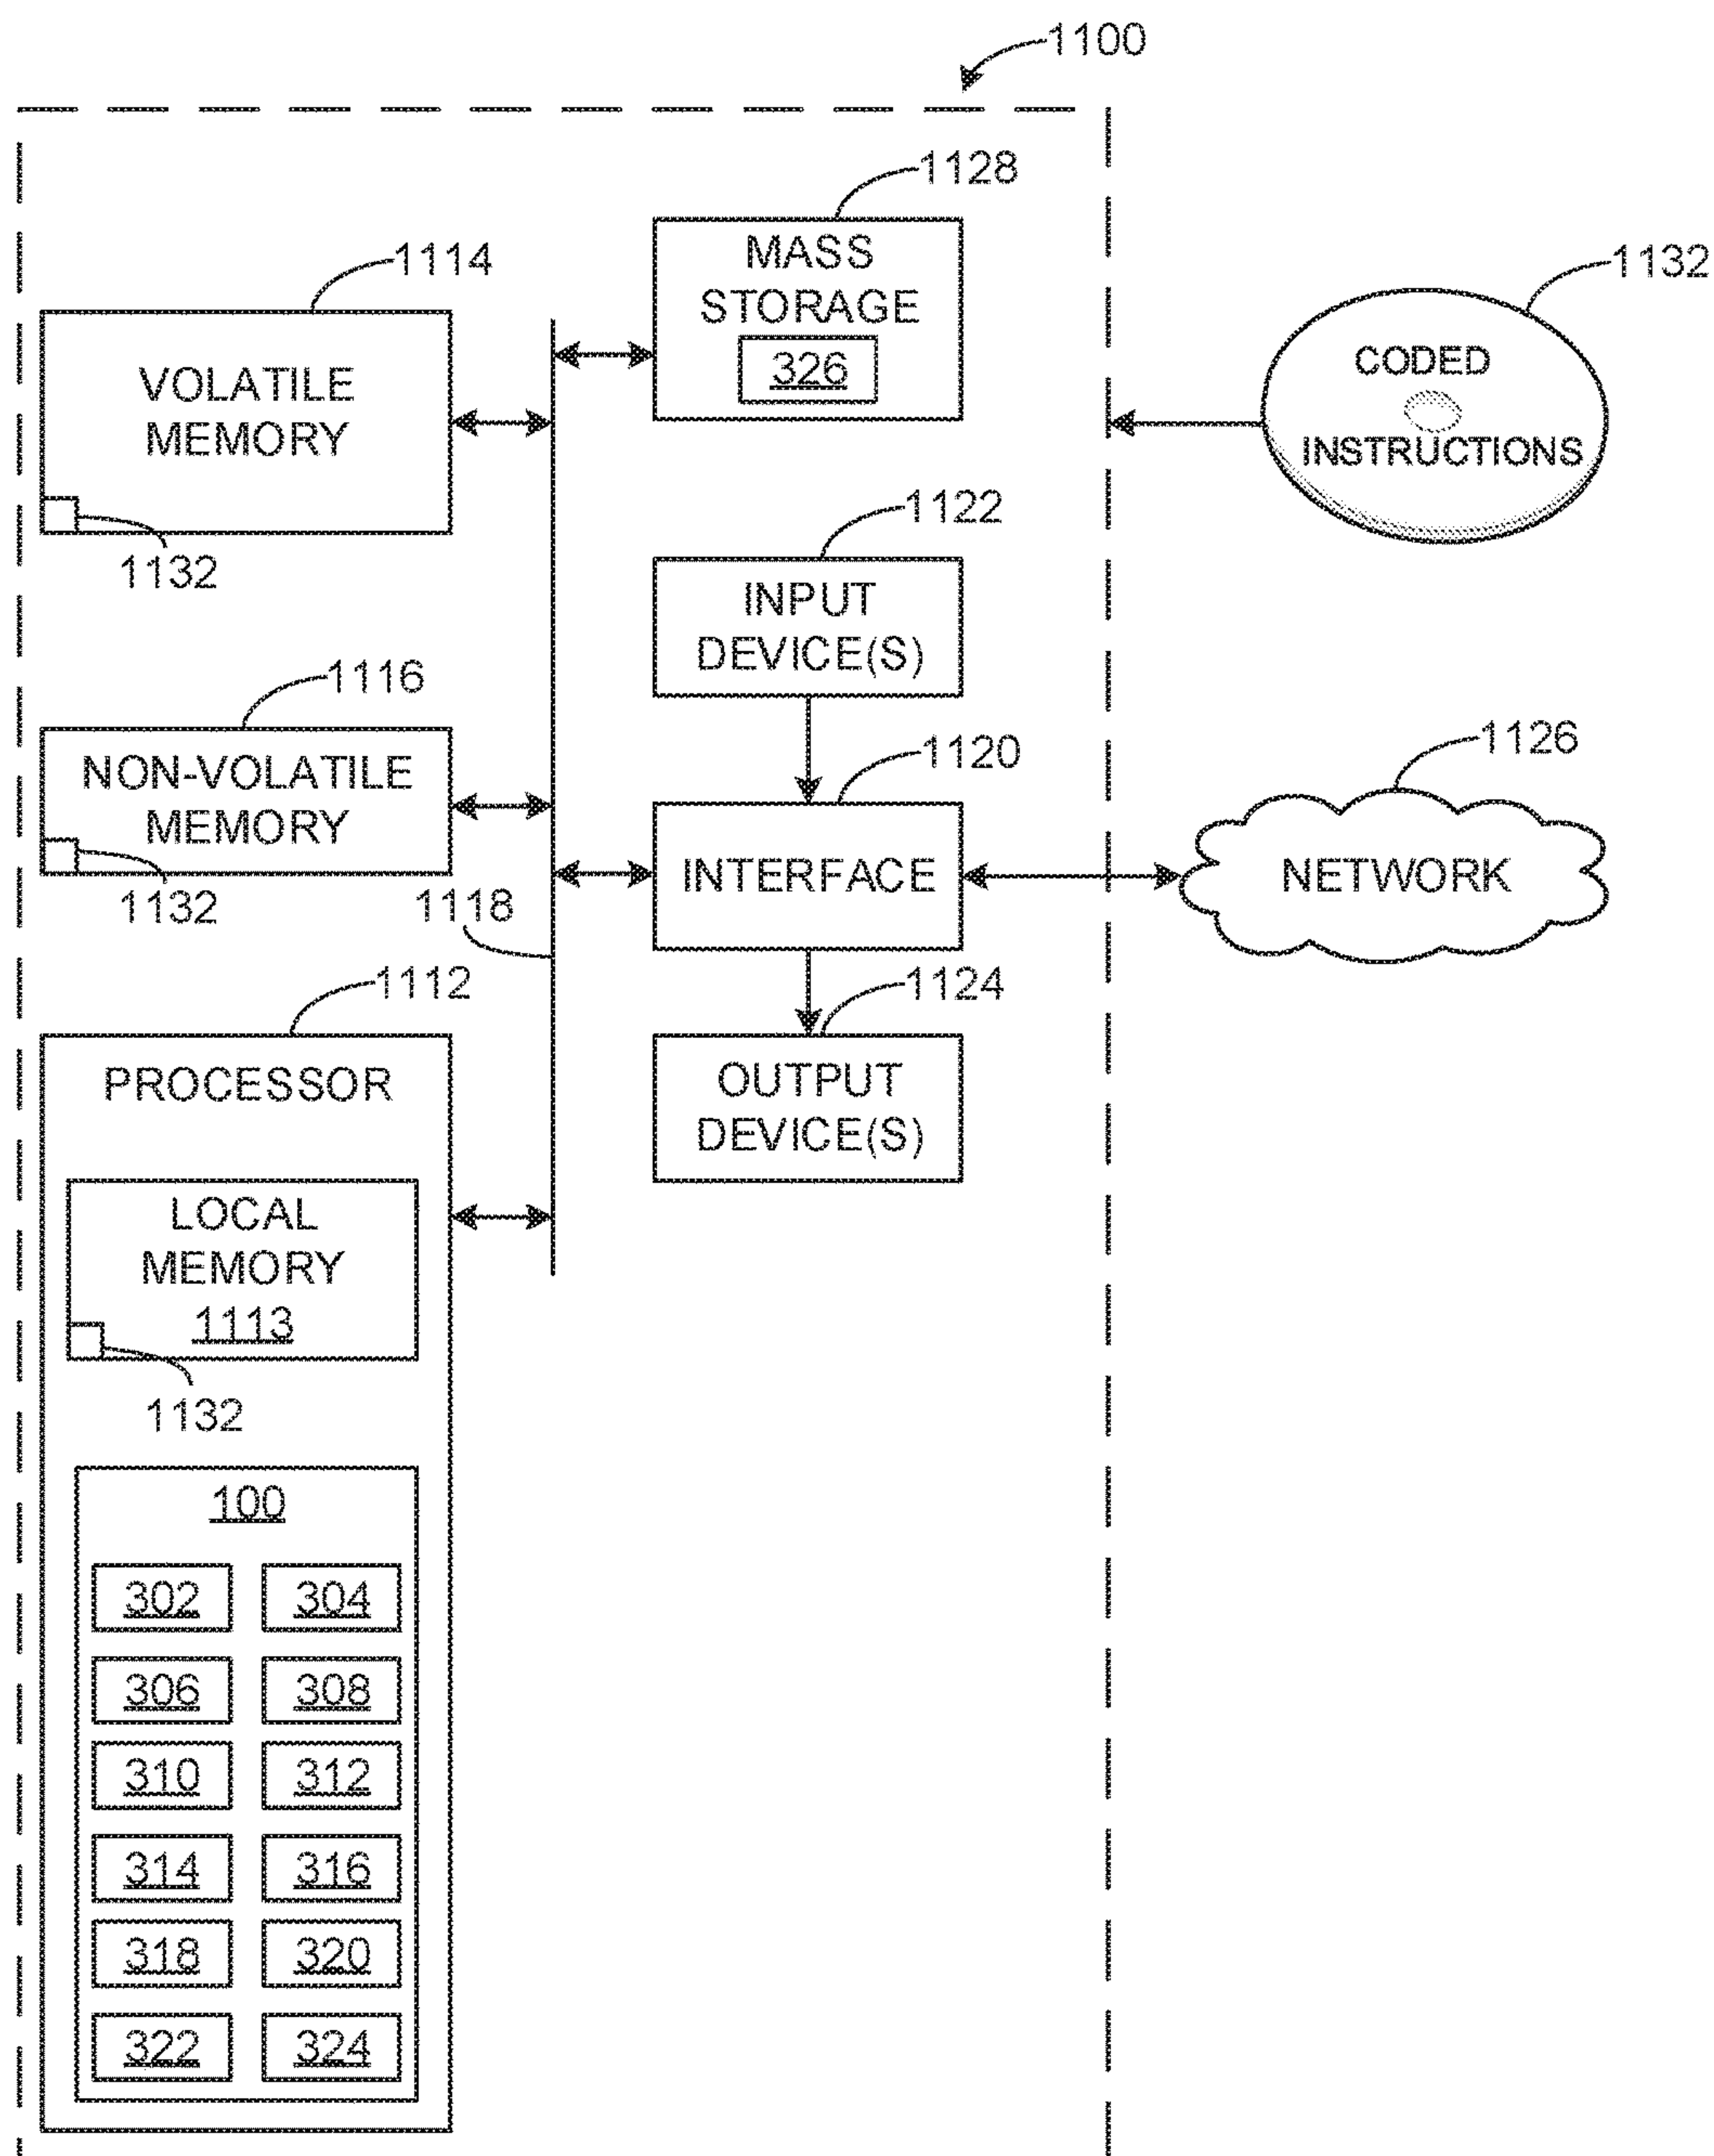 1100
1128
MASS
STORAGE
326
1114
VOLATILE
MEMORY
1132
1132
CODED
INSTRUCTIONS
1122
INPUT
DEVICE(S)
1116
NON-VOLATILE
MEMORY
1132
1120
INTERFACE
1126
NETWORK
1118
1112
PROCESSOR
1124
OUTPUT
DEVICE(S)
LOCAL
MEMORY
1113
1132
100
302 304
306 308
310 312
314 316
318 320
322 324